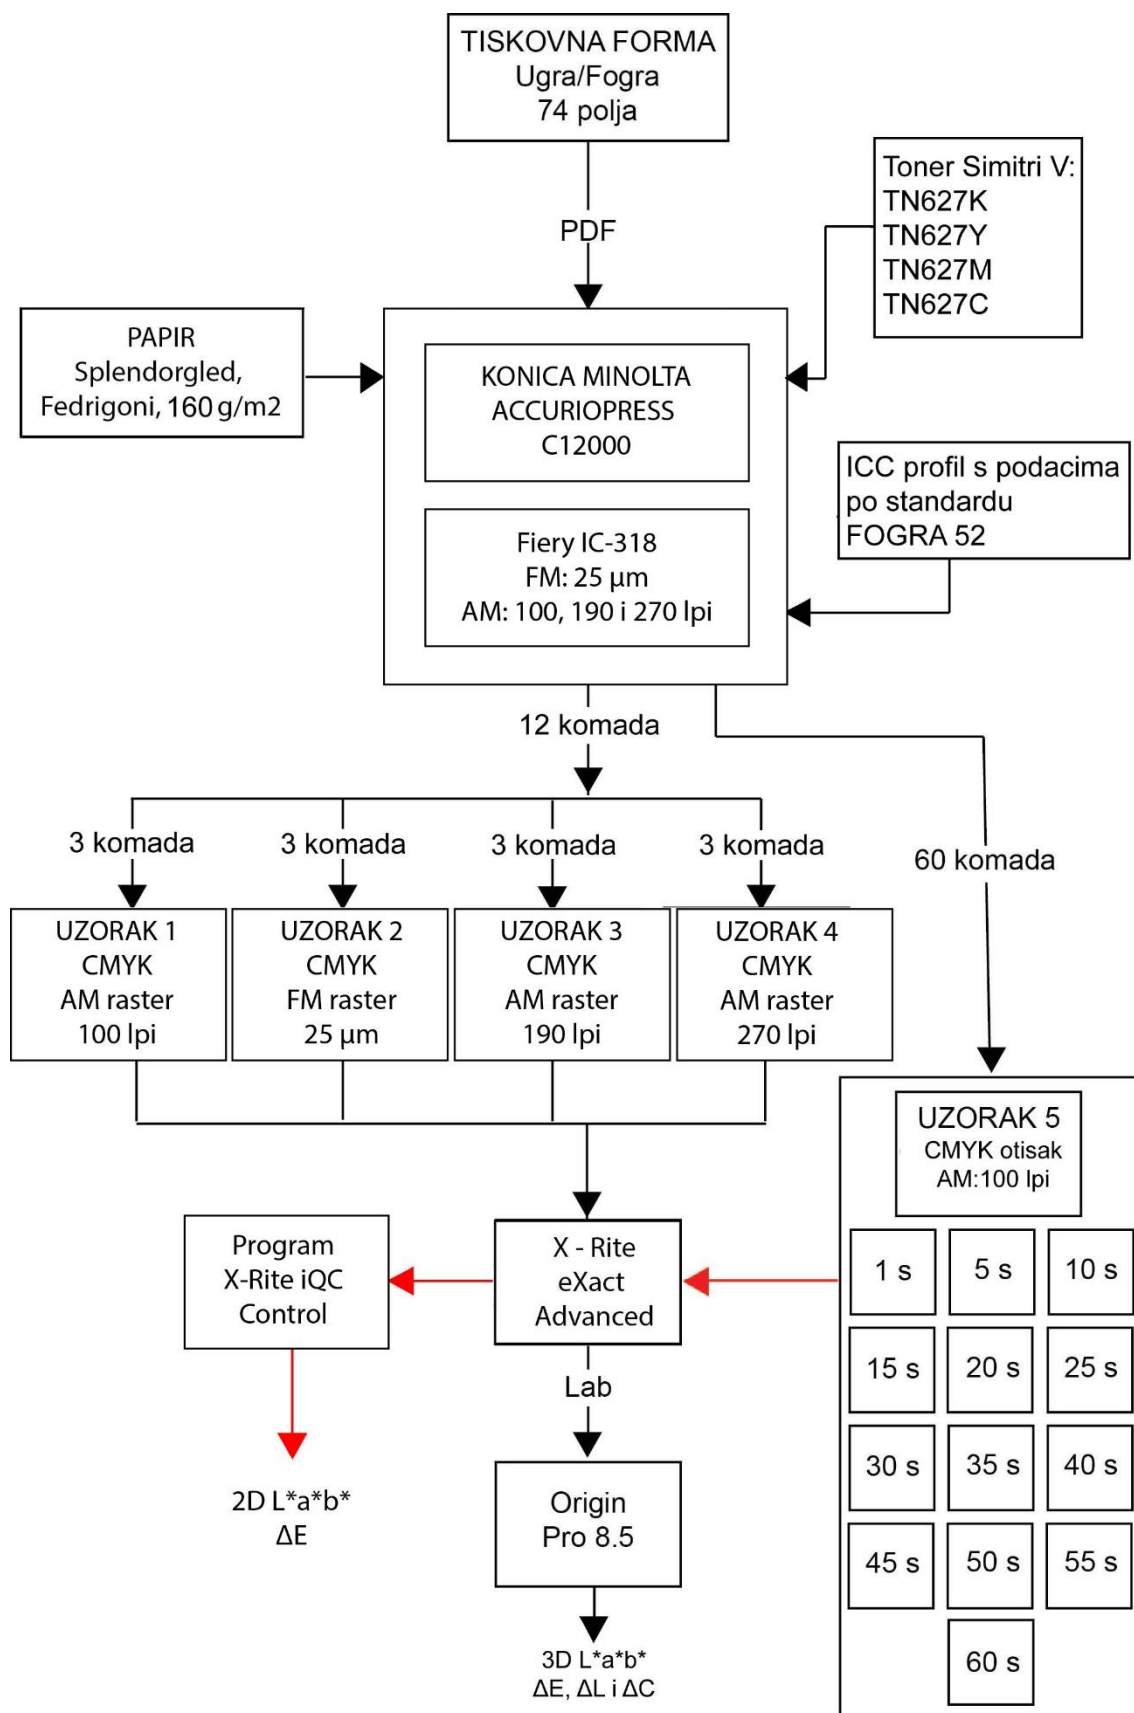 TISKOVNA FORMA
Ugra/Fogra
74 polja
PDF
Toner Simitri V:
TN627K
TN627Y
TN627M
TN627C
PAPIR
Splendorgled,
Fedrigoni, 160 g/m2
KONICA MINOLTA
ACCURIOPRESS
C12000
Fiery IC-318
FM: 25 μm
AM: 100, 190 i 270 lpi
ICC profil s podacima
po standardu
FOGRA 52
12 komada
3 komada
3 komada
3 komada
3 komada
60 komada
UZORAK 1
CMYK
AM raster
100 lpi
UZORAK 2
CMYK
FM raster
25 μm
UZORAK 3
CMYK
AM raster
190 lpi
UZORAK 4
CMYK
AM raster
270 lpi
UZORAK 5
CMYK otisak
AM:100 lpi
1 s
5 s
10 s
15 s
20 s
25 s
30 s
35 s
40 s
45 s
50 s
55 s
60 s
Program
X-Rite iQC
Control
X - Rite
eXact
Advanced
Lab
2D L*a*b*
ΔE
Origin
Pro 8.5
3D L*a*b*
ΔE, ΔL i ΔC